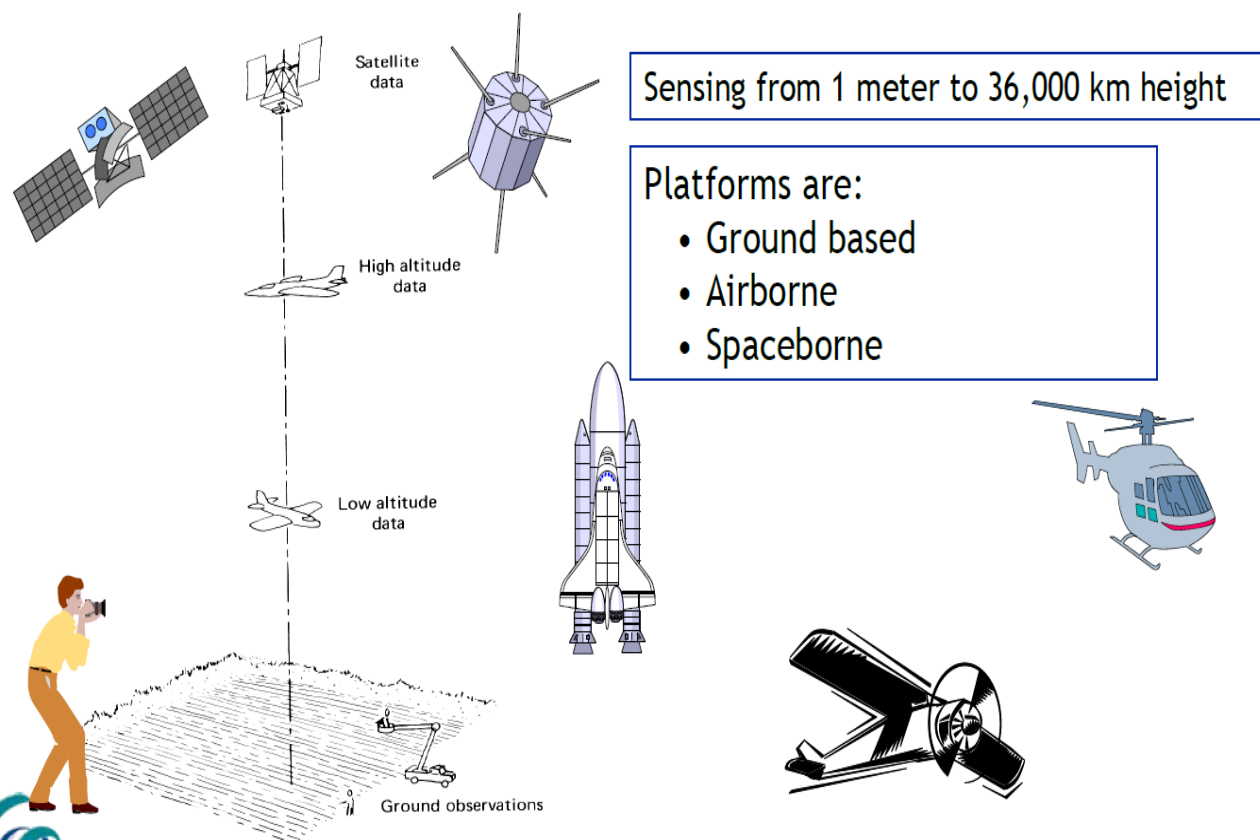 Satellite
data
Sensing from 1 meter to 36,000 km height
Platforms are:
• Ground based
• Airborne
• Spaceborne
High altitude
data
Low altitude
data
Ground observations